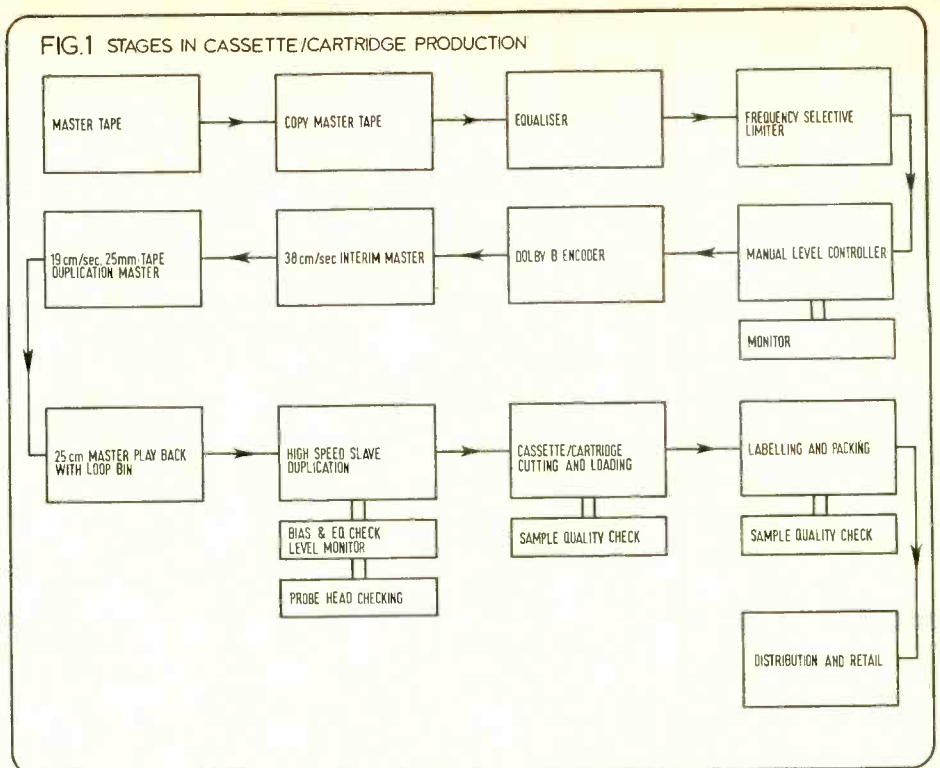 FIG.1 STAGES IN CASSETTE/CARTRIDGE PRODUCTION
MASTER TAPE
COPY MASTER TAPE
EQUALISER
FREQUENCY SELECTIVE
LIMITER
MANUAL LEVEL CONTROLLER
MONITOR
DOLBY B ENCODER
38 cm/sec INTERIM MASTER
19 cm/sec. 25mm TAPE
DUPLICATION MASTER
25 cm MASTER PLAY BACK
WITH LOOP BIN
HIGH SPEED SLAVE
DUPLICATION
BIAS & EQ CHECK
LEVEL MONITOR
PROBE HEAD CHECKING
CASSETTE/CARTRIDGE
CUTTING AND LOADING
SAMPLE QUALITY CHECK
LABELLING AND PACKING
SAMPLE QUALITY CHECK
DISTRIBUTION AND RETAIL